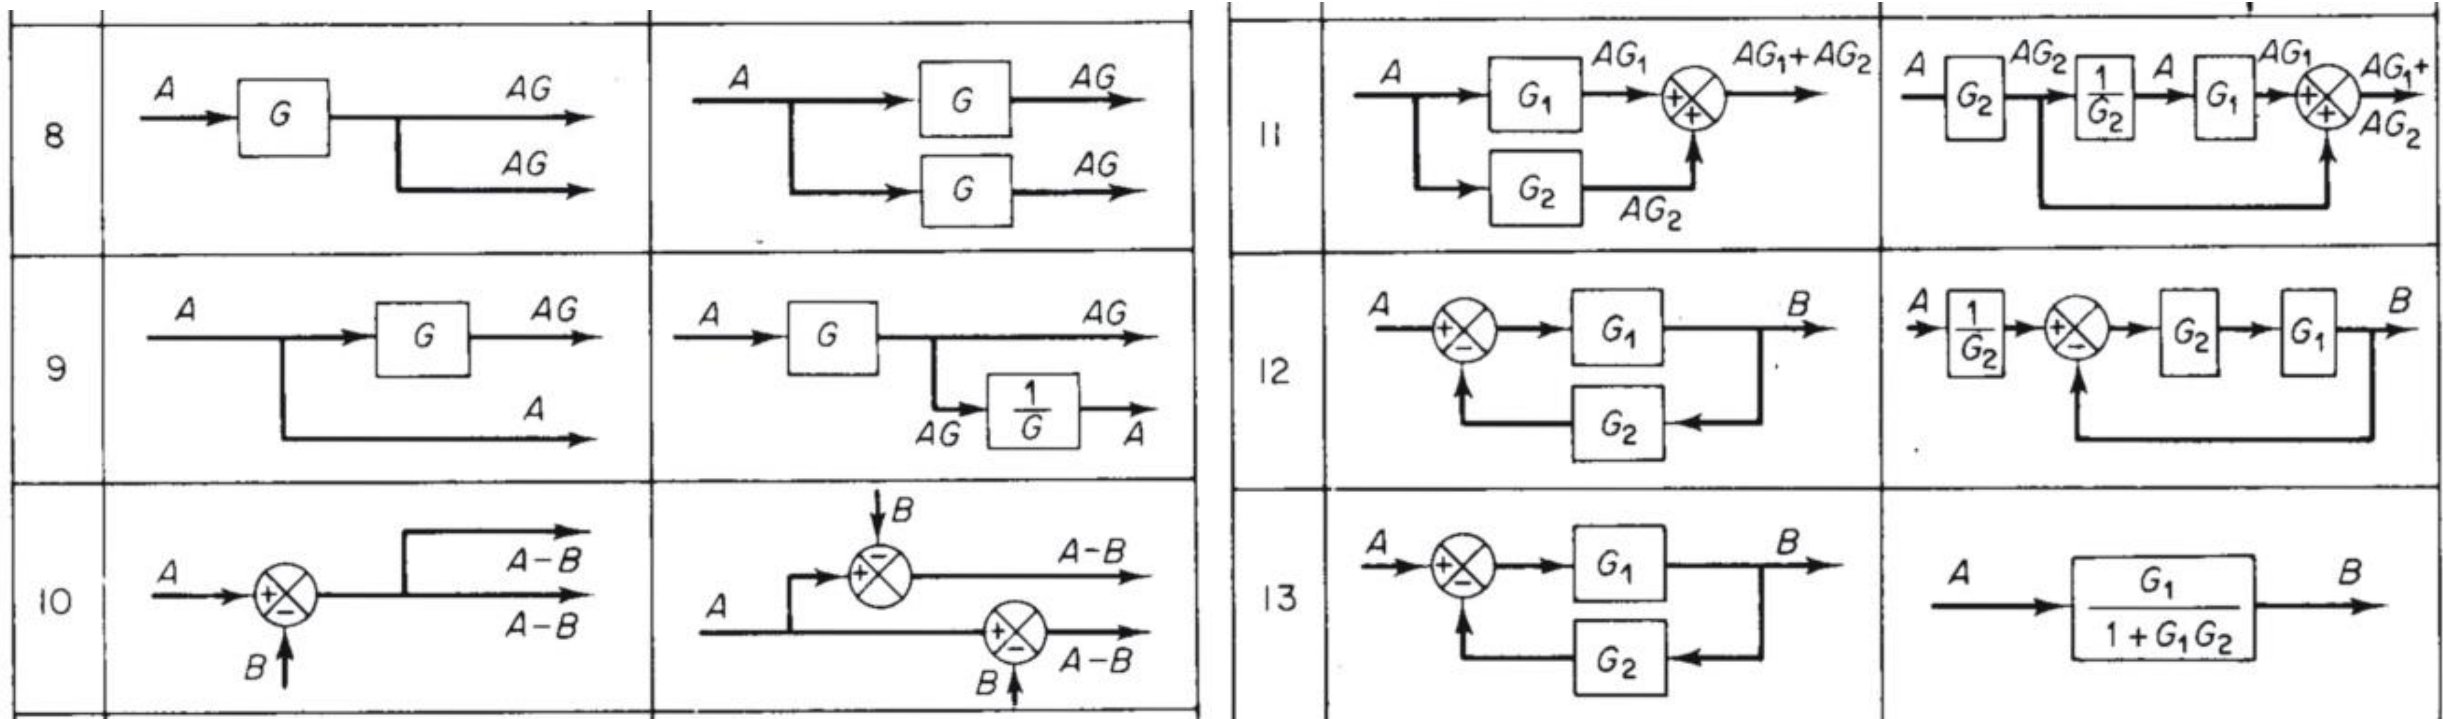 8
A
G
AG
AG
A
G
AG
G
AG
9
A
G
AG
A
A
G
AG
AG
1
G
A
10
A
+
−
B
A−B
A−B
B
−
+
A−B
A
+
−
B
A−B
11
A
G₁
AG₁
AG₁+AG₂
+
+
G₂
AG₂
A
G₂
AG₂
1
G₂
A
G₁
AG₁
+
+
AG₁+
AG₂
12
A
+
−
G₁
B
G₂
A
1
G₂
+
−
G₂
G₁
B
13
A
+
−
G₁
B
G₂
A
G₁
1+G₁G₂
B